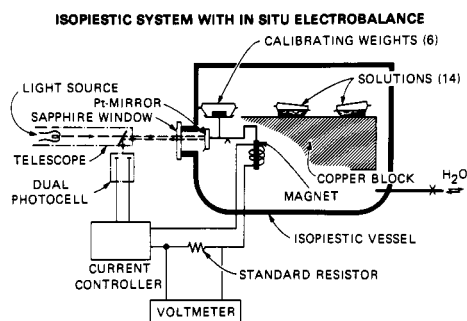 ISOPIESTIC SYSTEM WITH IN SITU ELECTROBALANCE
CALIBRATING WEIGHTS (6)
LIGHT SOURCE
Pt-MIRROR
SOLUTIONS (14)
SAPPHIRE WINDOW
TELESCOPE
COPPER BLOCK
DUAL
PHOTOCELL
MAGNET
H₂O
ISOPIESTIC VESSEL
CURRENT
CONTROLLER
STANDARD RESISTOR
VOLTMETER